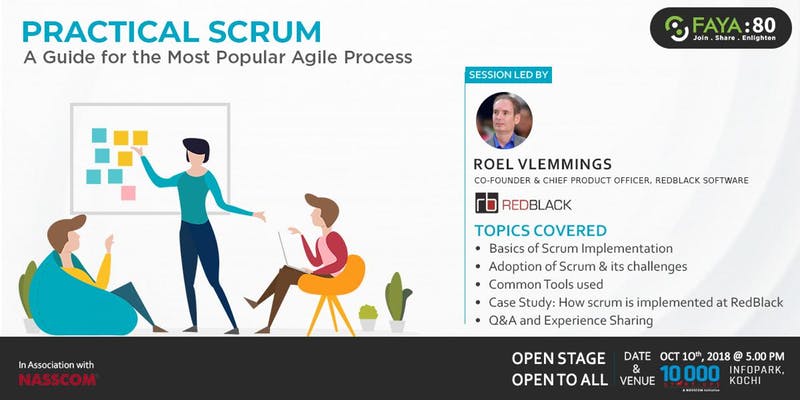 PRACTICAL SCRUM
A Guide for the Most Popular Agile Process
FAYA:80
Join . Share . Enlighten
SESSION LED BY
ROEL VLEMMINGS
CO-FOUNDER & CHIEF PRODUCT OFFICER, REDBLACK SOFTWARE
rb REDBLACK
TOPICS COVERED
• Basics of Scrum Implementation
• Adoption of Scrum & its challenges
• Common Tools used
• Case Study: How scrum is implemented at RedBlack
• Q&A and Experience Sharing
In Association with
NASSCOM®
OPEN STAGE
OPEN TO ALL
DATE
&
VENUE
OCT 10th, 2018 @ 5.00 PM
10 000
A NASSCOM Initiative
INFOPARK,
KOCHI